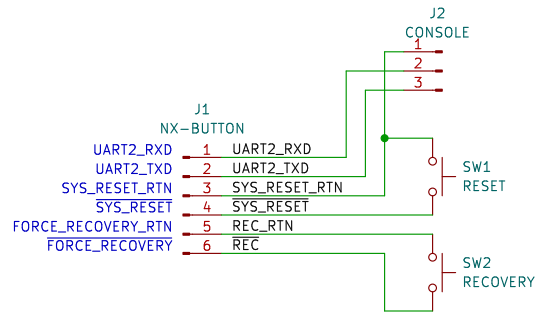 J2
CONSOLE
1
2
3
J1
NX-BUTTON
UART2_RXD 1 UART2_RXD
UART2_TXD 2 UART2_TXD
SYS_RESET_RTN 3 SYS_RESET_RTN
SYS_RESET 4 SYS_RESET
FORCE_RECOVERY_RTN 5 REC_RTN
FORCE_RECOVERY 6 REC
SW1
RESET
SW2
RECOVERY